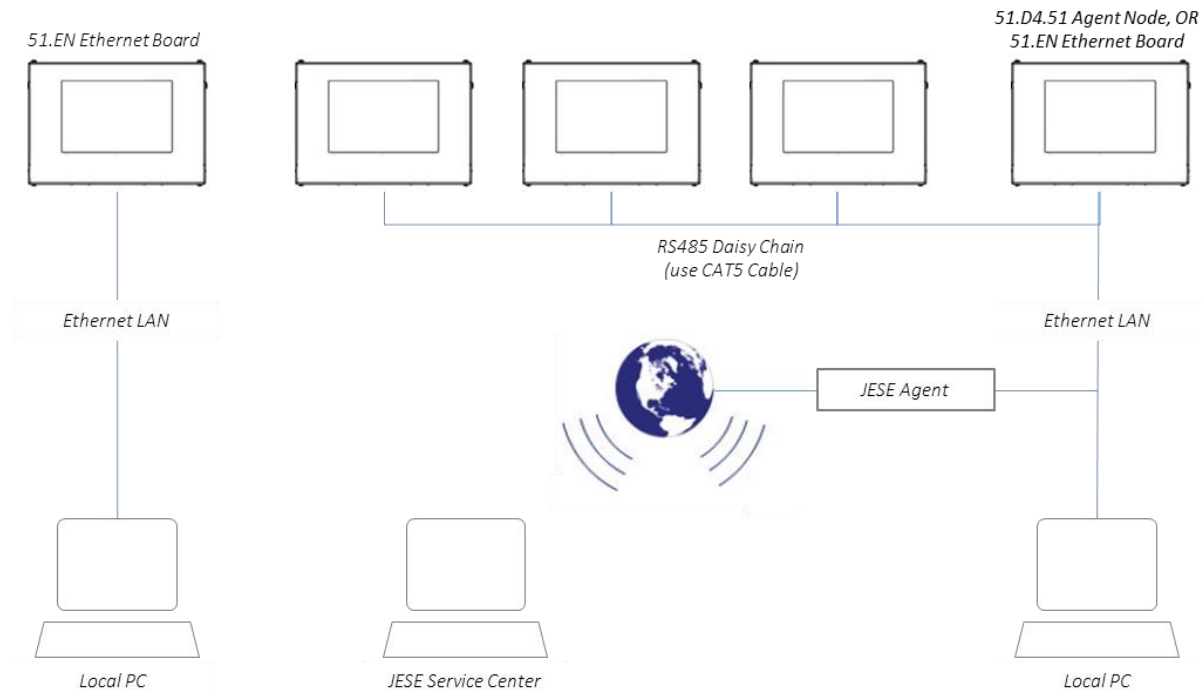 51.D4.51 Agent Node, OR
51.EN Ethernet Board
51.EN Ethernet Board
RS485 Daisy Chain
(use CAT5 Cable)
Ethernet LAN
Ethernet LAN
JESE Agent
Local PC
JESE Service Center
Local PC